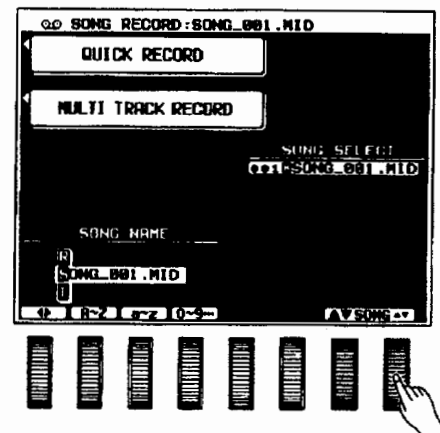 SONG RECORD:SONG_001.MID
QUICK RECORD
MULTI TRACK RECORD
SONG SELECT
001:SONG_001.MID
SONG NAME
R
SONG_001.MID
T
A~Z a~z 0~9…
▲▼SONG▲▼